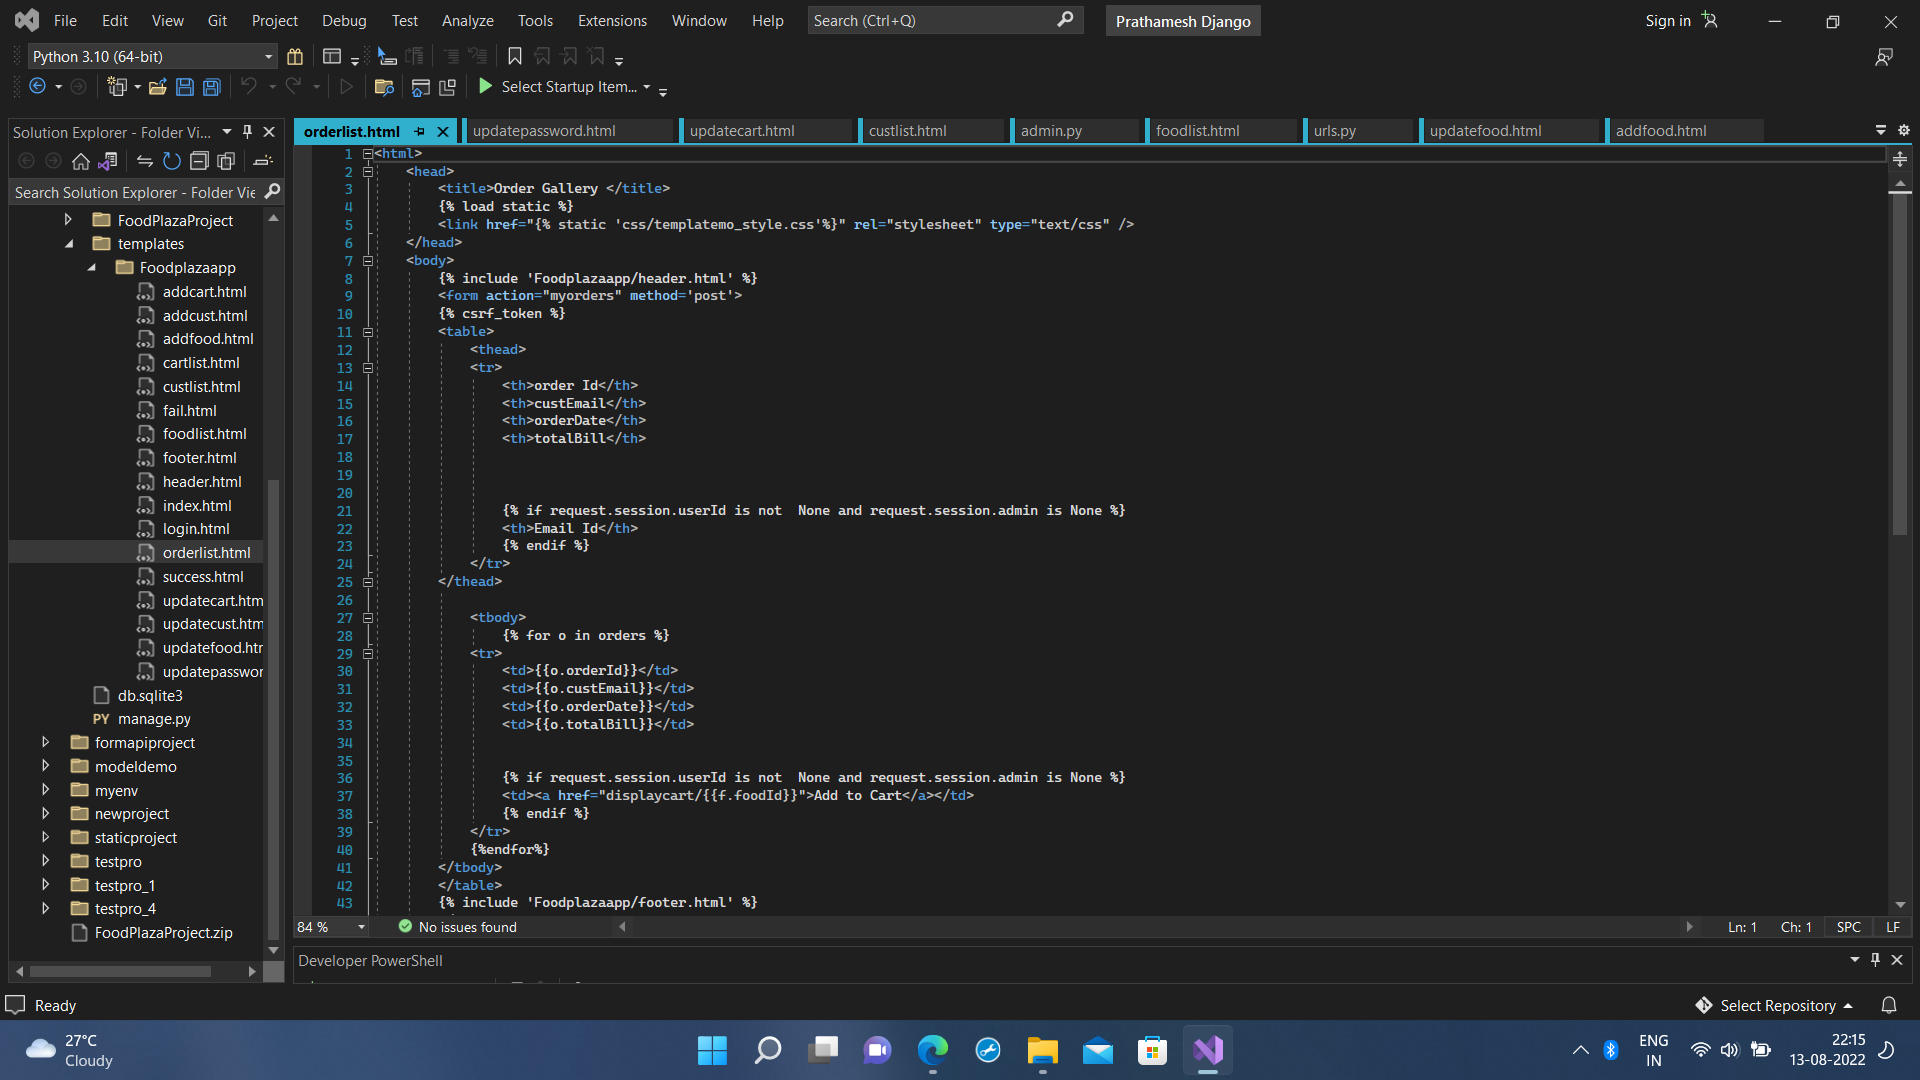 File Edit View Git Project Debug Test Analyze Tools Extensions Window Help Search (Ctrl+Q) Prathamesh Django Sign in
Python 3.10 (64-bit)
Select Startup Item...
Solution Explorer - Folder Vi...
Search Solution Explorer - Folder Vie
FoodPlazaProject
templates
Foodplazaapp
addcart.html
addcust.html
addfood.html
cartlist.html
custlist.html
fail.html
foodlist.html
footer.html
header.html
index.html
login.html
orderlist.html
success.html
updatecart.htm
updatecust.htm
updatefood.htm
updatepasswor
db.sqlite3
PY manage.py
formapiproject
modeldemo
myenv
newproject
staticproject
testpro
testpro_1
testpro_4
FoodPlazaProject.zip
orderlist.html updatepassword.html updatecart.html custlist.html admin.py foodlist.html urls.py updatefood.html addfood.html
1 <html>
2 <head>
3 <title>Order Gallery </title>
4 {% load static %}
5 <link href="{% static 'css/templatemo_style.css'%}" rel="stylesheet" type="text/css" />
6 </head>
7 <body>
8 {% include 'Foodplazaapp/header.html' %}
9 <form action="myorders" method='post'>
10 {% csrf_token %}
11 <table>
12 <thead>
13 <tr>
14 <th>order Id</th>
15 <th>custEmail</th>
16 <th>orderDate</th>
17 <th>totalBill</th>
18
19
20
21 {% if request.session.userId is not  None and request.session.admin is None %}
22 <th>Email Id</th>
23 {% endif %}
24 </tr>
25 </thead>
26
27 <tbody>
28 {% for o in orders %}
29 <tr>
30 <td>{{o.orderId}}</td>
31 <td>{{o.custEmail}}</td>
32 <td>{{o.orderDate}}</td>
33 <td>{{o.totalBill}}</td>
34
35
36 {% if request.session.userId is not  None and request.session.admin is None %}
37 <td><a href="displaycart/{{f.foodId}}">Add to Cart</a></td>
38 {% endif %}
39 </tr>
40 {%endfor%}
41 </tbody>
42 </table>
43 {% include 'Foodplazaapp/footer.html' %}
84 % No issues found Ln: 1 Ch: 1 SPC LF
Developer PowerShell
Ready Select Repository
27°C
Cloudy
ENG
IN
22:15
13-08-2022